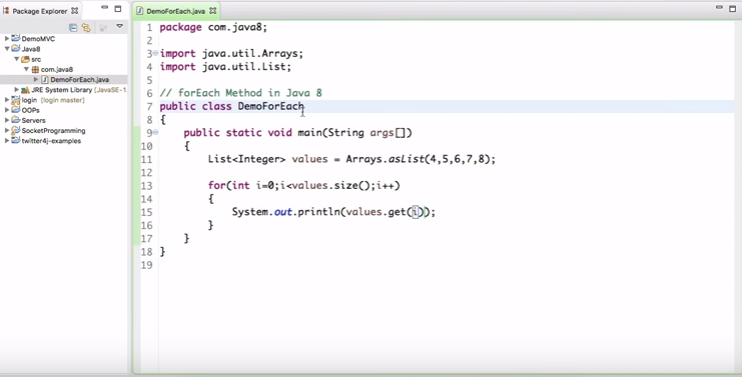 Package Explorer
DemoMVC
Java8
src
com.java8
DemoForEach.java
JRE System Library [JavaSE-1.
login [login master]
OOPs
Servers
SocketProgramming
twitter4j-examples
DemoForEach.java
1 package com.java8;
2
3 import java.util.Arrays;
4 import java.util.List;
5
6 // forEach Method in Java 8
7 public class DemoForEach
8 {
9 public static void main(String args[])
10 {
11 List<Integer> values = Arrays.asList(4,5,6,7,8);
12
13 for(int i=0;i<values.size();i++)
14 {
15 System.out.println(values.get(i));
16 }
17 }
18 }
19